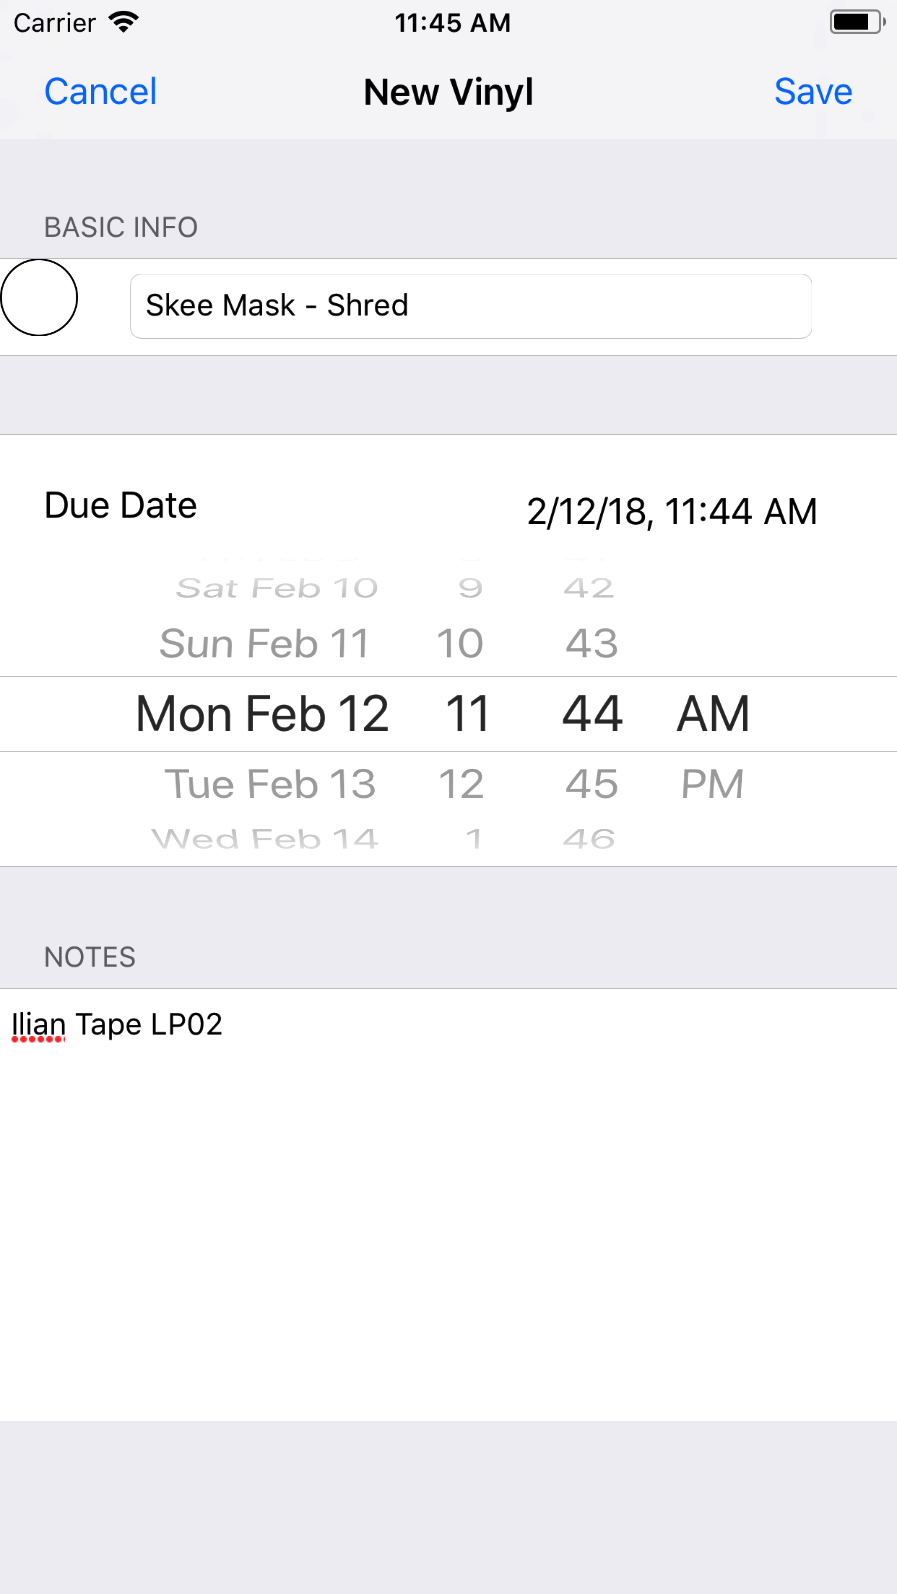 Carrier 11:45 AM
Cancel New Vinyl Save
BASIC INFO
Skee Mask - Shred
Due Date 2/12/18, 11:44 AM
Sat Feb 10 9 42
Sun Feb 11 10 43
Mon Feb 12 11 44 AM
Tue Feb 13 12 45 PM
Wed Feb 14 1 46
NOTES
Ilian Tape LP02